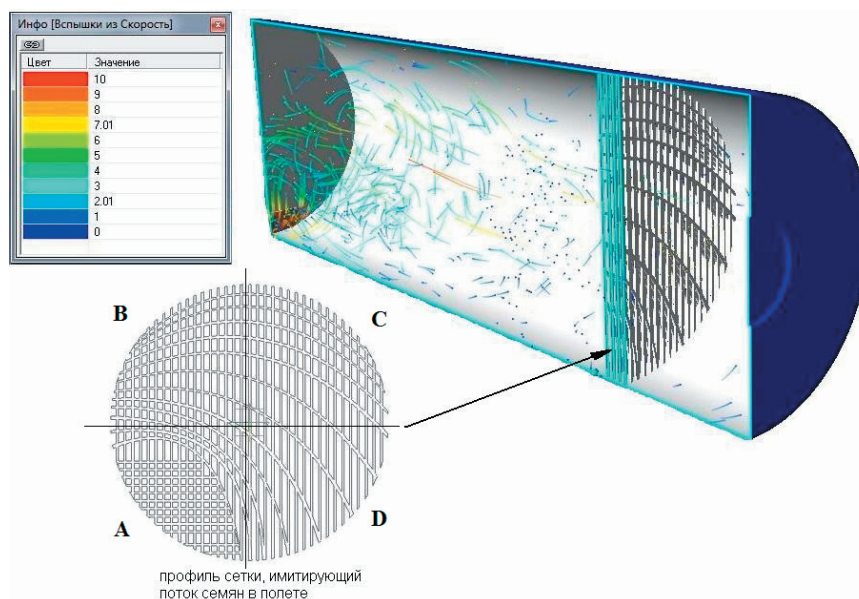 Инфо [Вспышки из Скорость]
Цвет Значение
10
9
8
7.01
6
5
4
3
2.01
1
0
B
C
A
D
профиль сетки, имитирующий
поток семян в полете